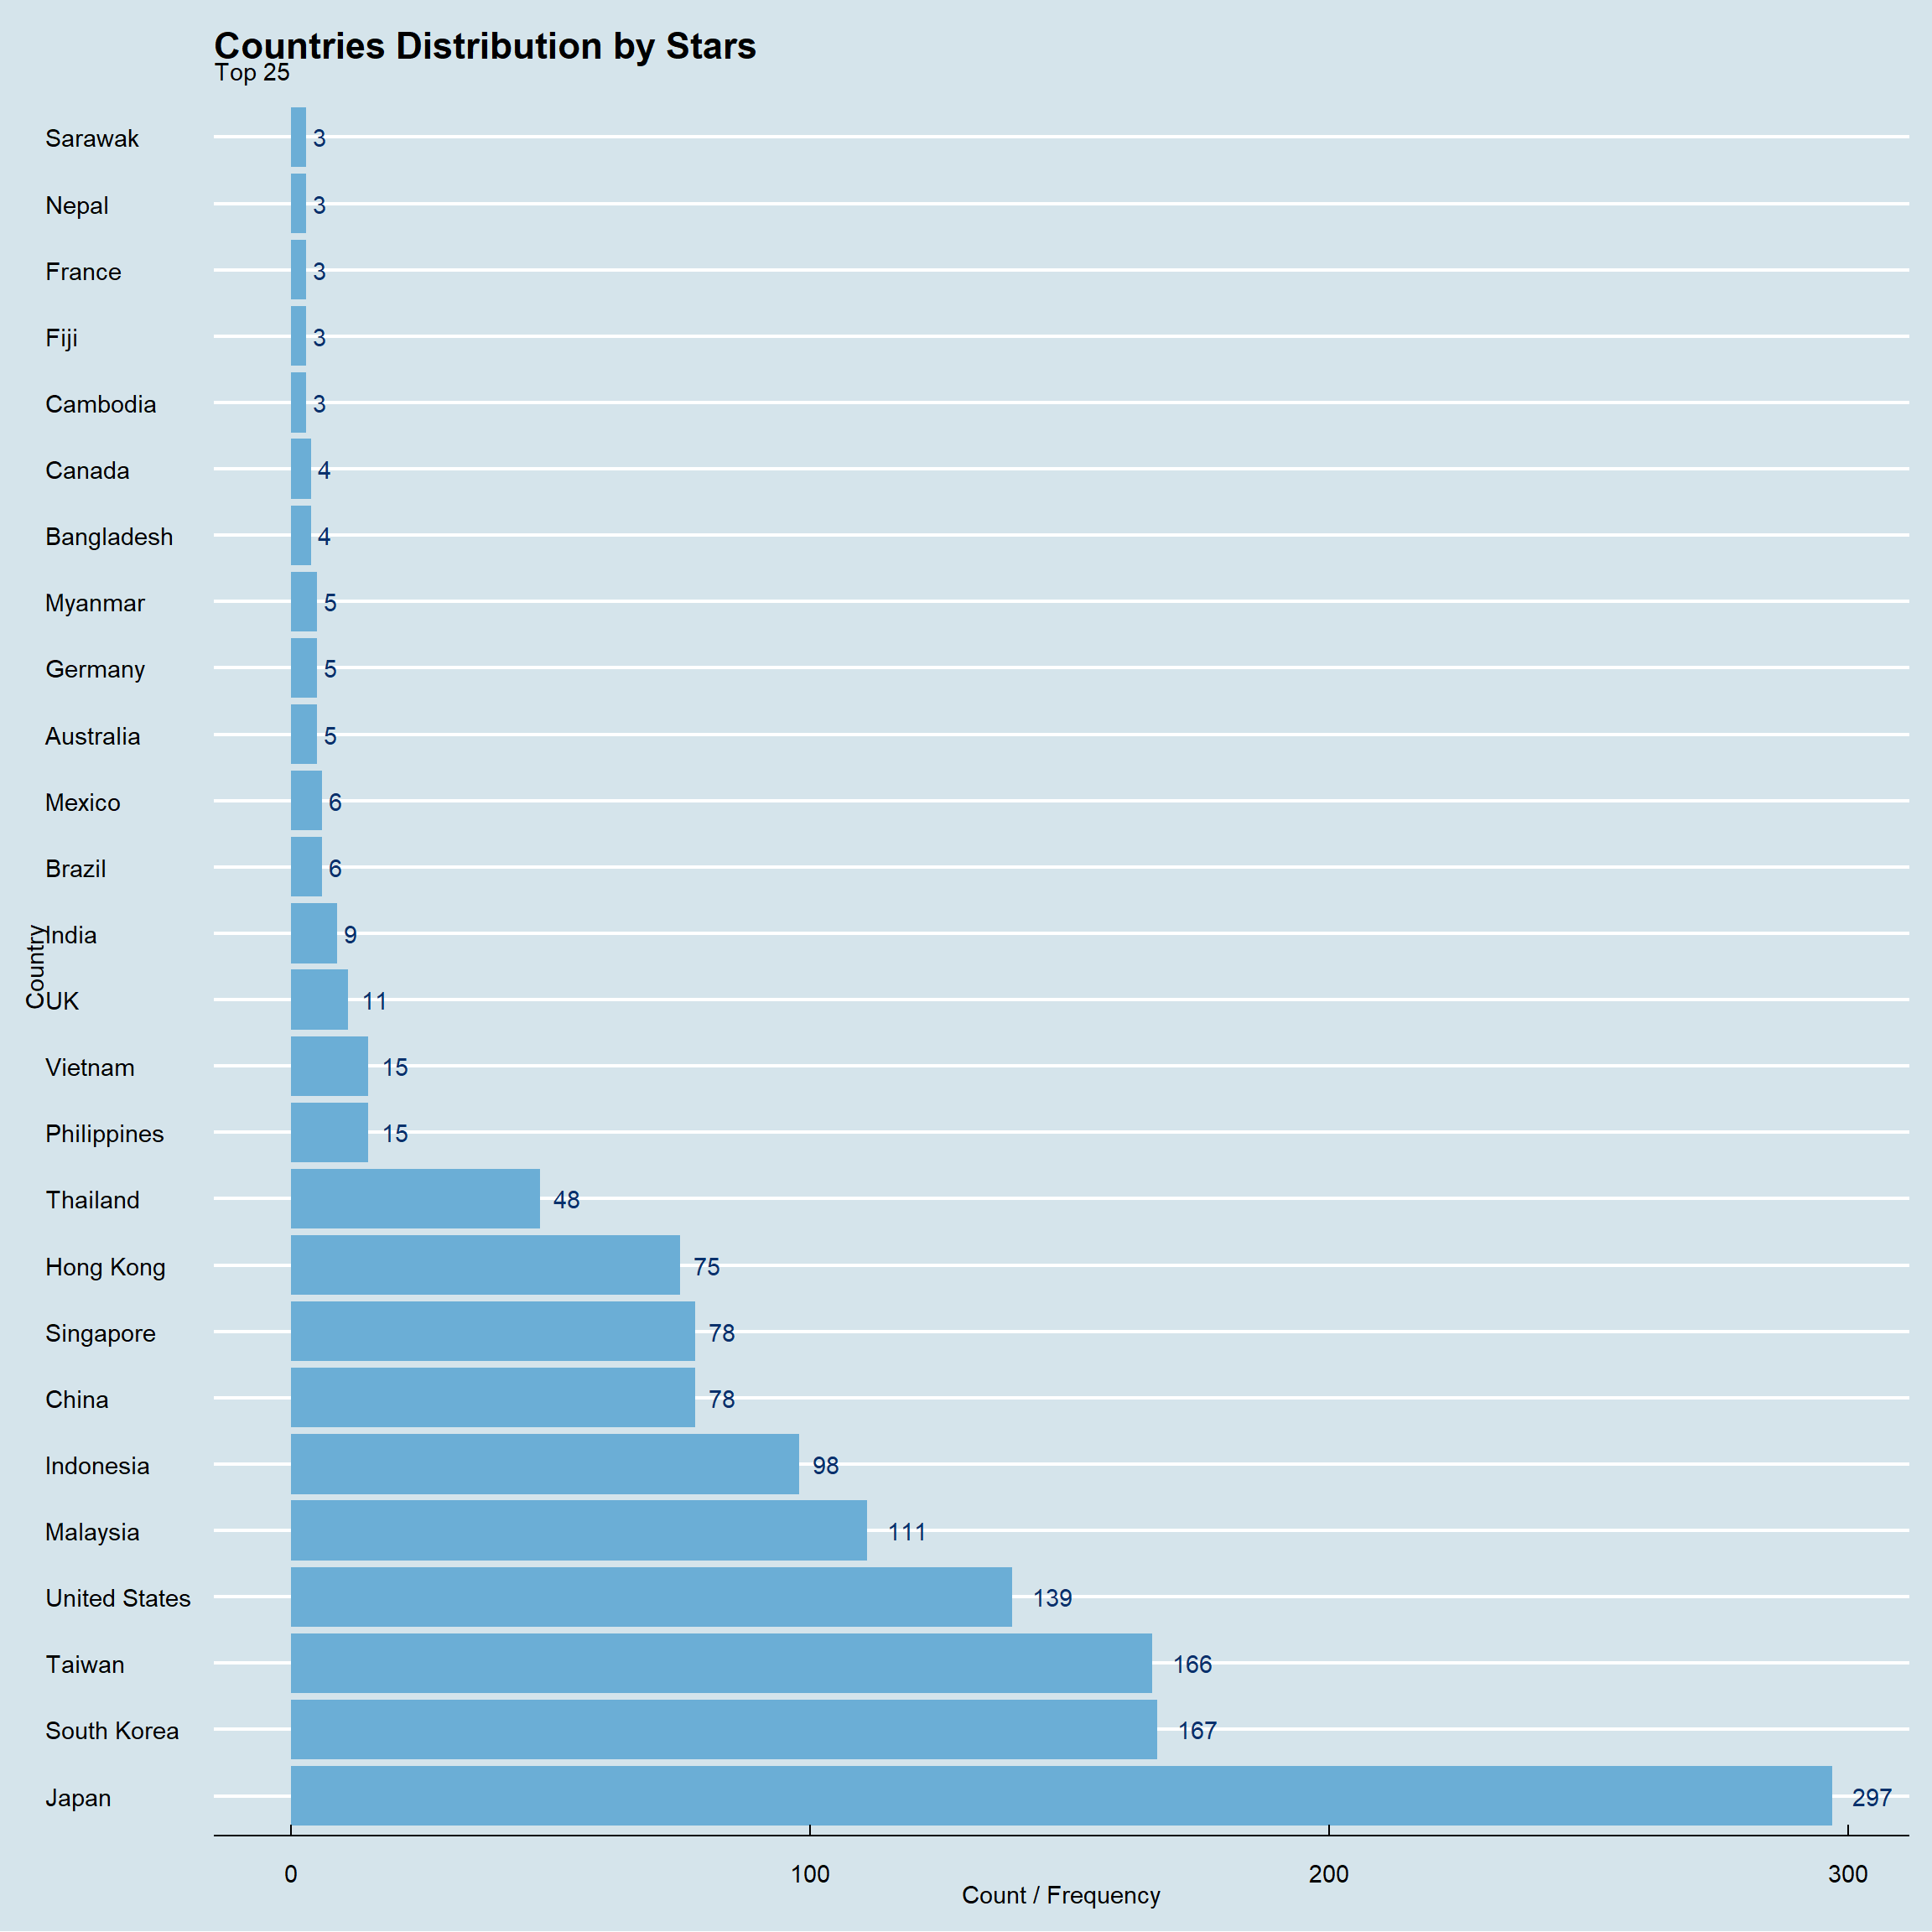 Countries Distribution by Stars
Top 25
Sarawak 3
Nepal 3
France 3
Fiji 3
Cambodia 3
Canada 4
Bangladesh 4
Myanmar 5
Germany 5
Australia 5
Mexico 6
Brazil 6
India 9
Country
UK 11
Vietnam 15
Philippines 15
Thailand 48
Hong Kong 75
Singapore 78
China 78
Indonesia 98
Malaysia 111
United States 139
Taiwan 166
South Korea 167
Japan 297
0 100 200 300
Count / Frequency